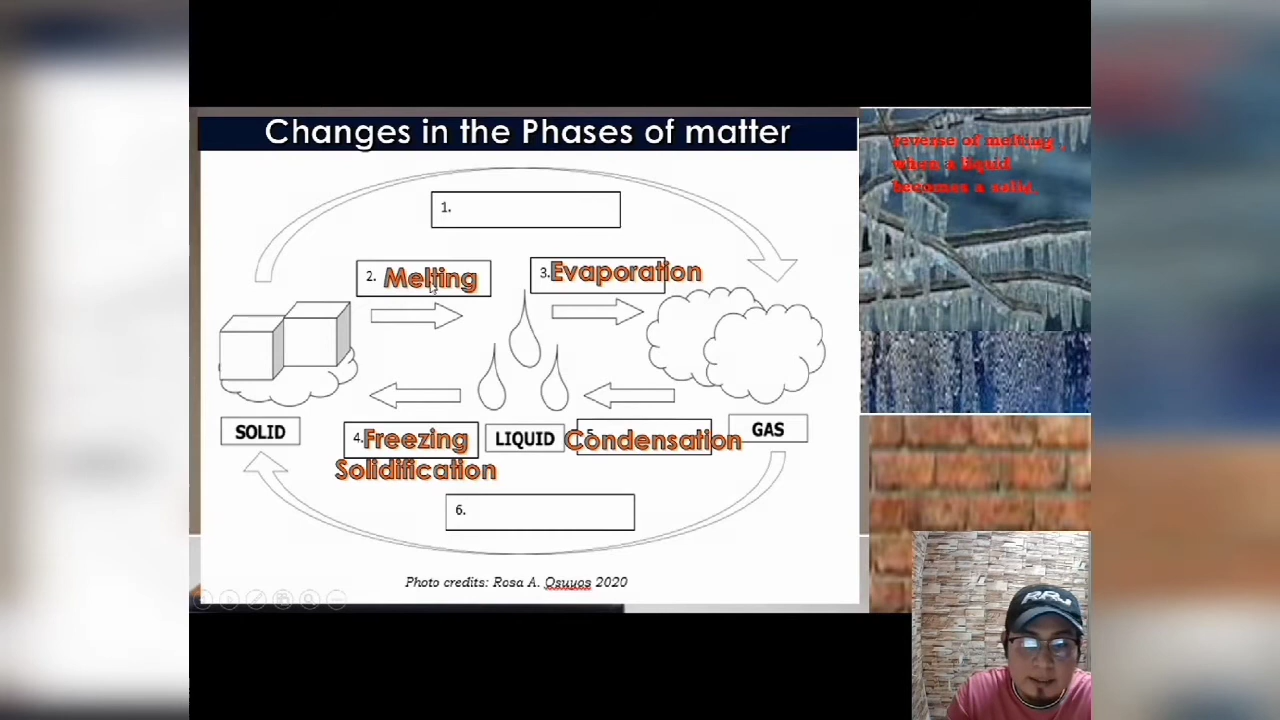 Changes in the Phases of matter
reverse of melting,
when a liquid
becomes a solid
1.
2. Melting
3. Evaporation
SOLID
4. Freezing
Solidification
LIQUID
5. Condensation
GAS
6.
Photo credits: Rosa A. Osuyos 2020